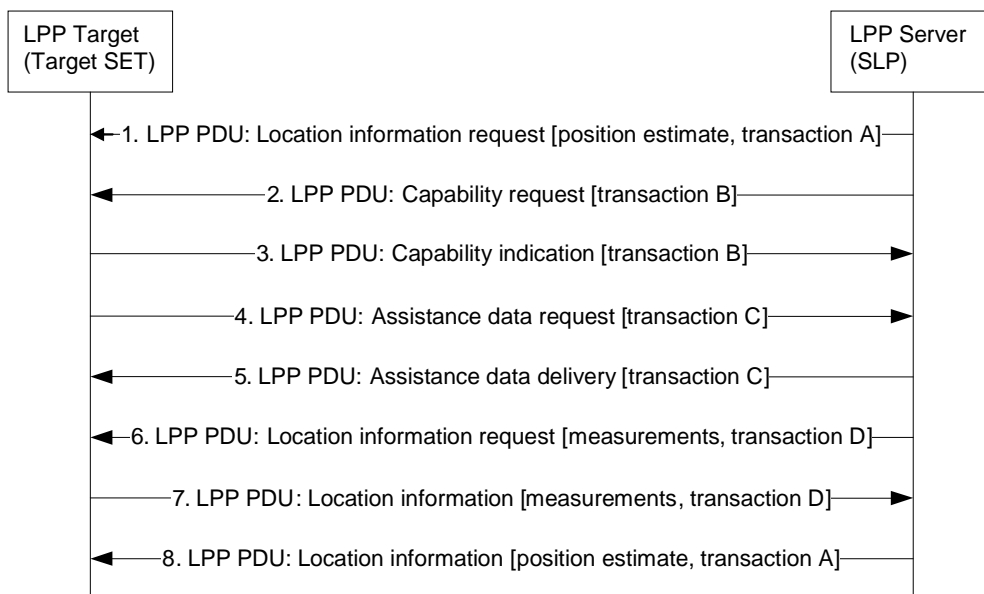 LPP Target
(Target SET)
LPP Server
(SLP)
1. LPP PDU: Location information request [position estimate, transaction A]
2. LPP PDU: Capability request [transaction B]
3. LPP PDU: Capability indication [transaction B]
4. LPP PDU: Assistance data request [transaction C]
5. LPP PDU: Assistance data delivery [transaction C]
6. LPP PDU: Location information request [measurements, transaction D]
7. LPP PDU: Location information [measurements, transaction D]
8. LPP PDU: Location information [position estimate, transaction A]